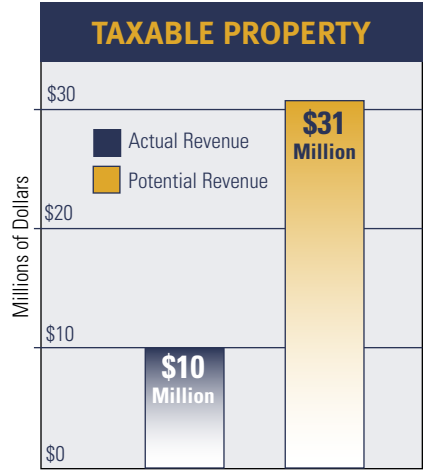 TAXABLE PROPERTY
Millions of Dollars
$30
$20
$10
$0
Actual Revenue
Potential Revenue
$10
Million
$31
Million